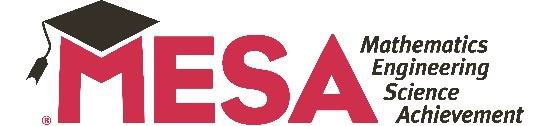 ®MESA
Mathematics
Engineering
Science
Achievement